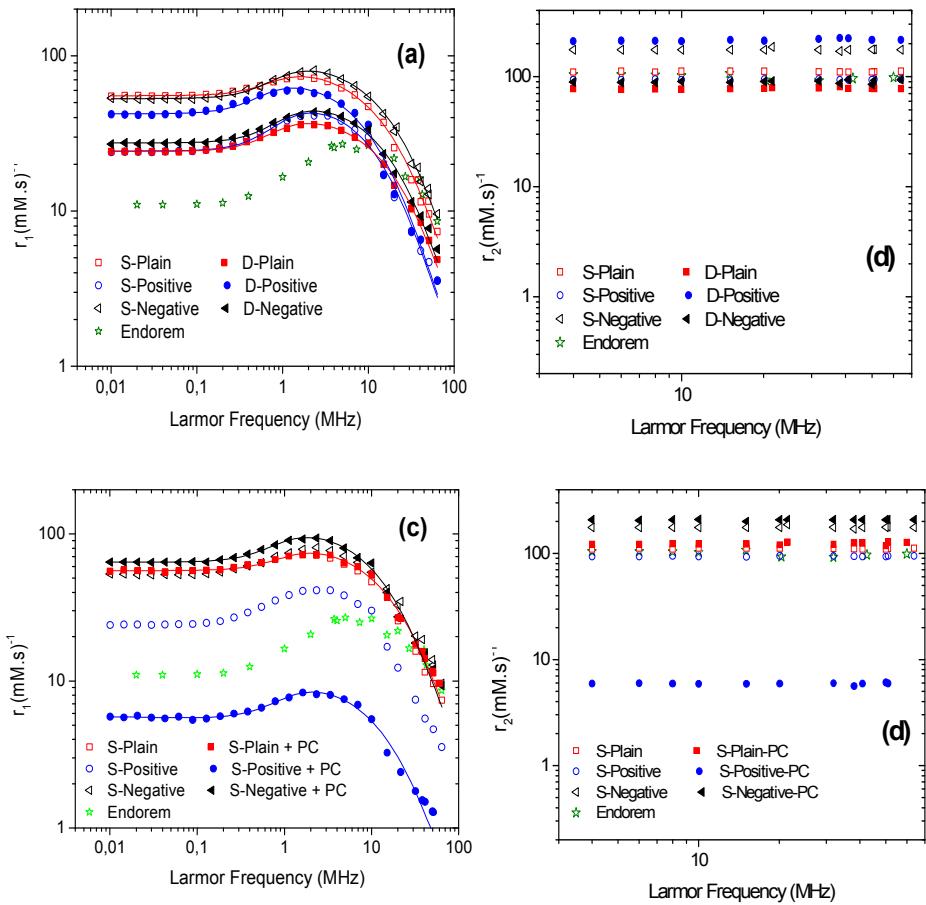 (a)
r1(mM.s)-1
100
10
1
0,01 0,1 1 10 100
Larmor Frequency (MHz)
S-Plain D-Plain
S-Positive D-Positive
S-Negative D-Negative
Endorem
(d)
r2(mM.s)-1
100
10
1
10
Larmor Frequency (MHz)
S-Plain D-Plain
S-Positive D-Positive
S-Negative D-Negative
Endorem
(c)
r1(mM.s)-1
100
10
1
0,01 0,1 1 10 100
Larmor Frequency (MHz)
S-Plain S-Plain + PC
S-Positive S-Positive + PC
S-Negative S-Negative + PC
Endorem
(d)
r2(mM.s)-1
100
10
1
10
Larmor Frequency (MHz)
S-Plain S-Plain-PC
S-Positive S-Positive-PC
S-Negative S-Negative-PC
Endorem